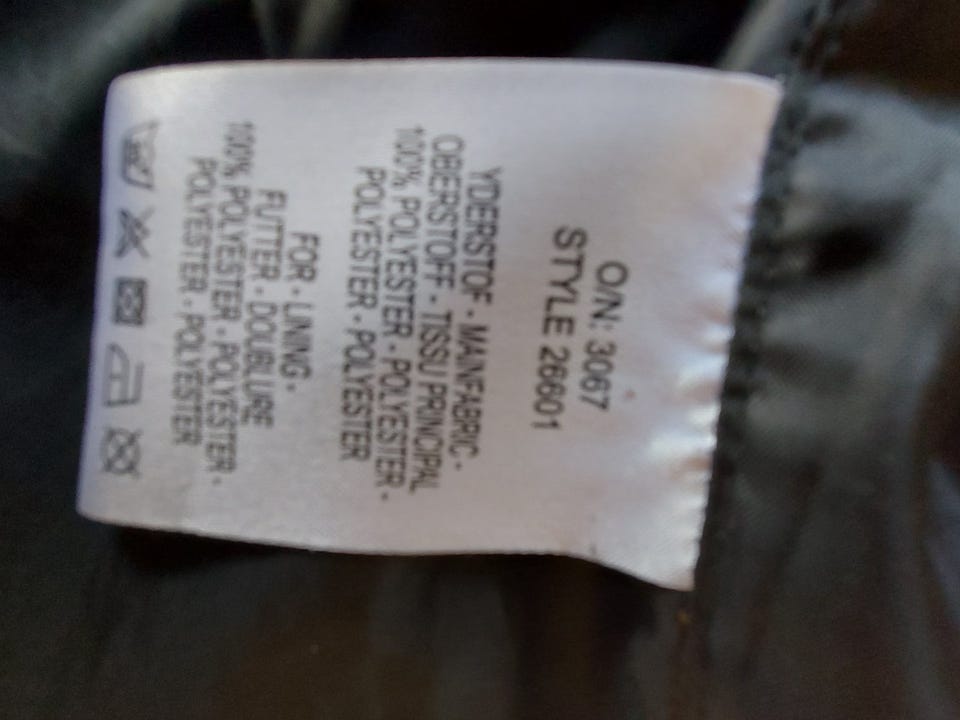 O/N: 3067
STYLE 26601
YDERSTOF - MAINFABRIC -
OBERSTOFF - TISSU PRINCIPAL
100% POLYESTER - POLYESTER -
POLYESTER - POLYESTER
FOR - LINING -
FUTTER - DOUBLURE
100% POLYESTER - POLYESTER -
POLYESTER - POLYESTER